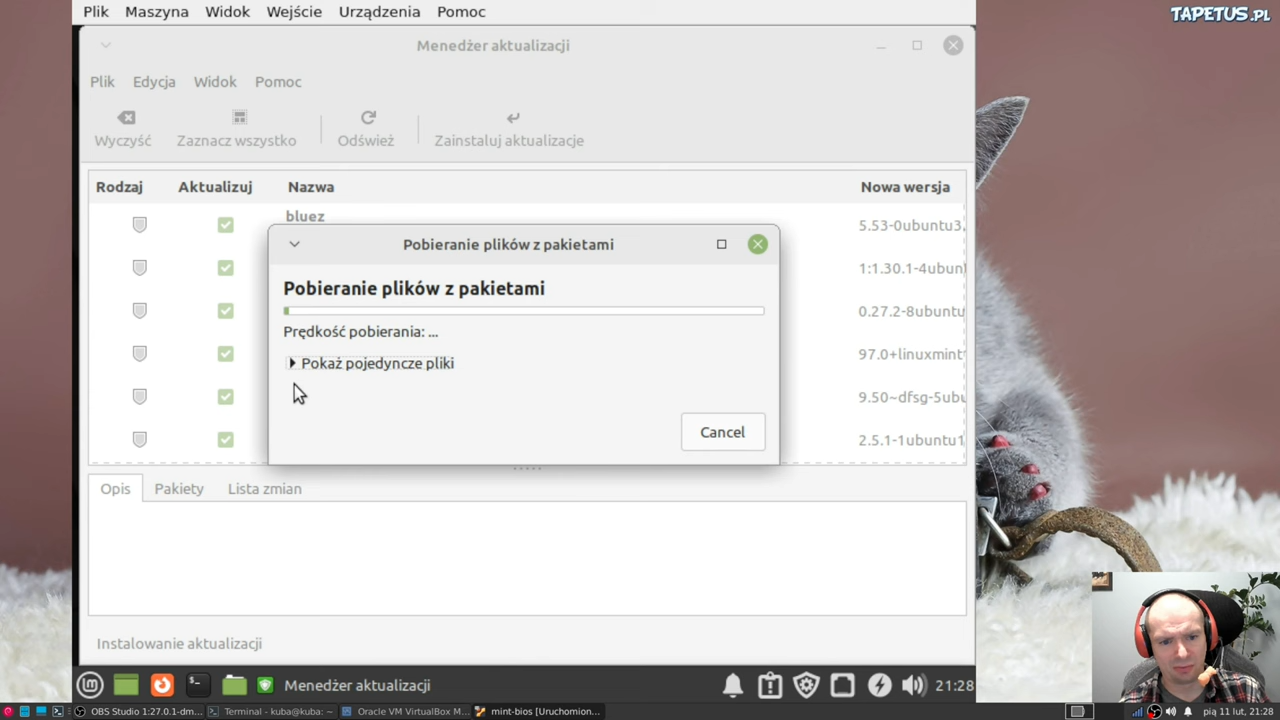 Plik Maszyna Widok Wejście Urządzenia Pomoc
TAPETUS.PL
Menedżer aktualizacji
Plik Edycja Widok Pomoc
Wyczyść Zaznacz wszystko Odśwież Zainstaluj aktualizacje
Rodzaj Aktualizuj Nazwa Nowa wersja
bluez
5.53-0ubuntu3.
1:1.30.1-4ubun
0.27.2-8ubuntu
97.0+linuxmint
9.50~dfsg-5ubu
2.5.1-1ubuntu1
Pobieranie plików z pakietami
Pobieranie plików z pakietami
Prędkość pobierania: ...
Pokaż pojedyncze pliki
Cancel
Opis Pakiety Lista zmian
Instalowanie aktualizacji
Menedżer aktualizacji 21:28
OBS Studio 1:27.0.1-dm... Terminal - kuba@kuba: ~ Oracle VM VirtualBox M... mint-bios [Uruchomion... pią 11 lut, 21:28